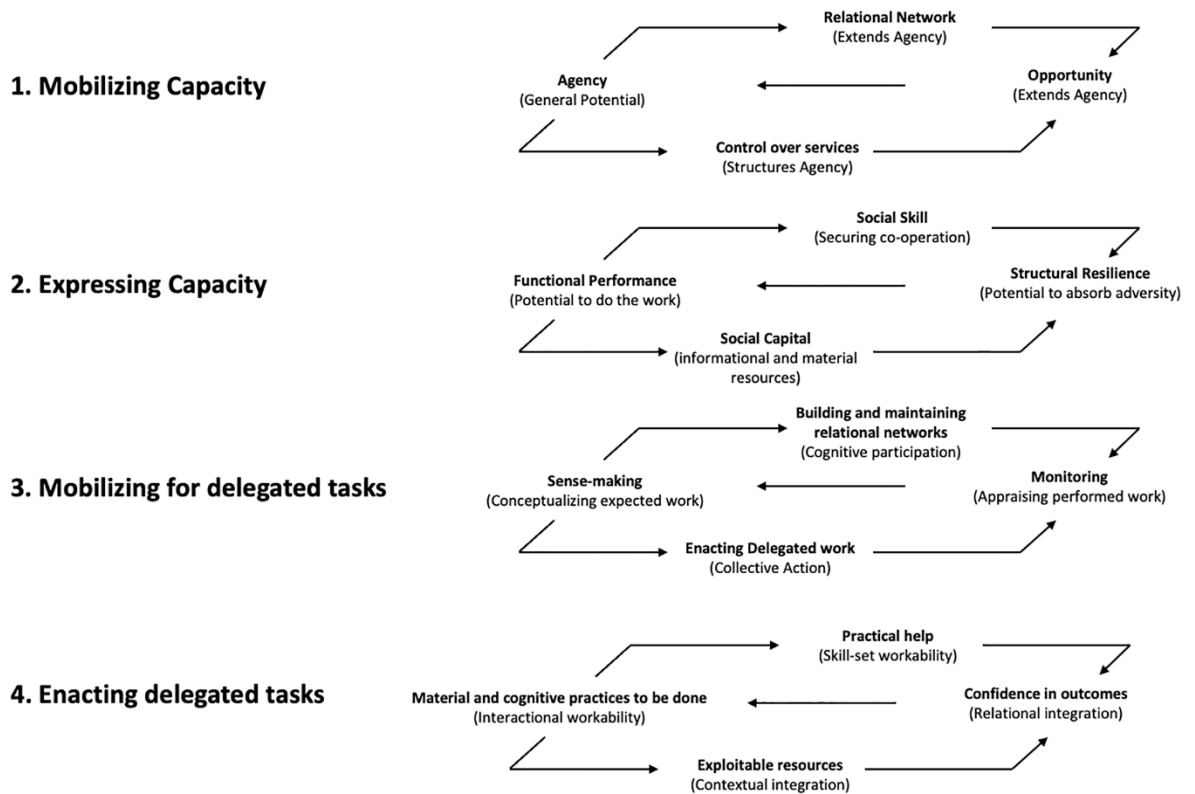 Relational Network
(Extends Agency)
1. Mobilizing Capacity
Agency
(General Potential)
Opportunity
(Extends Agency)
Control over services
(Structures Agency)
Social Skill
(Securing co-operation)
2. Expressing Capacity
Functional Performance
(Potential to do the work)
Structural Resilience
(Potential to absorb adversity)
Social Capital
(informational and material
resources)
Building and maintaining
relational networks
(Cognitive participation)
3. Mobilizing for delegated tasks
Sense-making
(Conceptualizing expected work)
Monitoring
(Appraising performed work)
Enacting Delegated work
(Collective Action)
Practical help
(Skill-set workability)
4. Enacting delegated tasks
Material and cognitive practices to be done
(Interactional workability)
Confidence in outcomes
(Relational integration)
Exploitable resources
(Contextual integration)